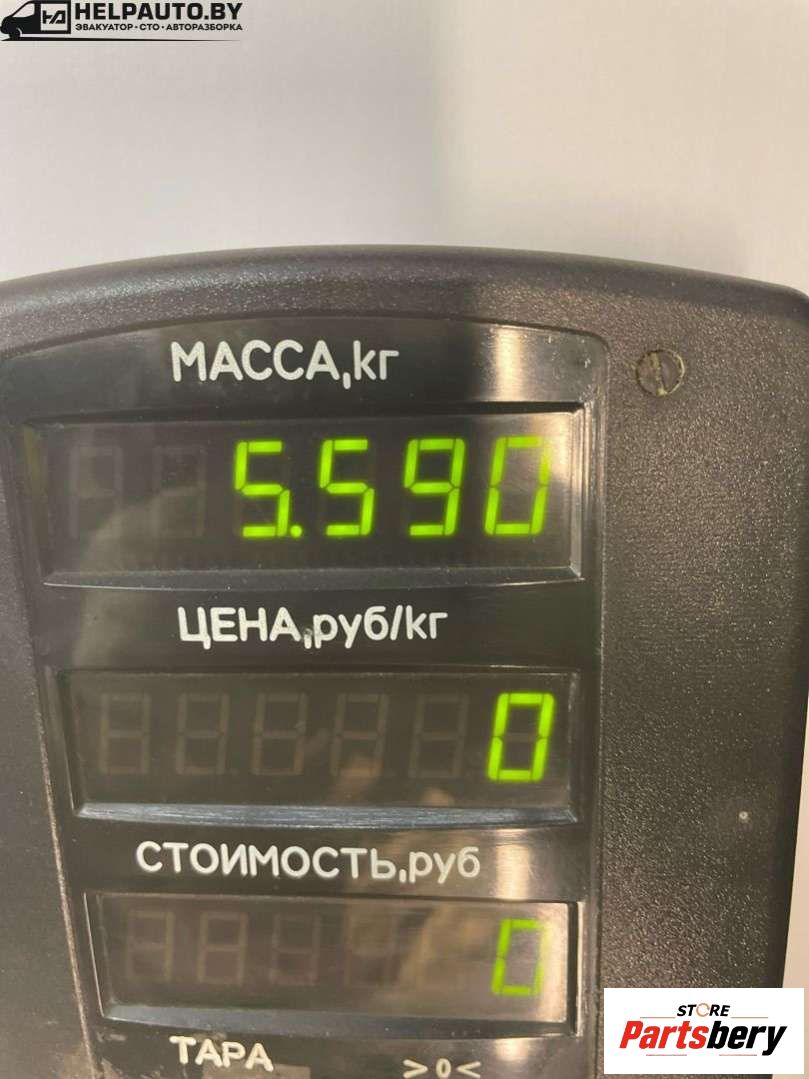 HELPAUTO.BY
ЭВАКУАТОР • СТО • АВТОРАЗБОРКА
МАССА,кг
5.590
ЦЕНА,руб/кг
0
СТОИМОСТЬ,руб
0
ТАРА >0<
STORE
Partsbery